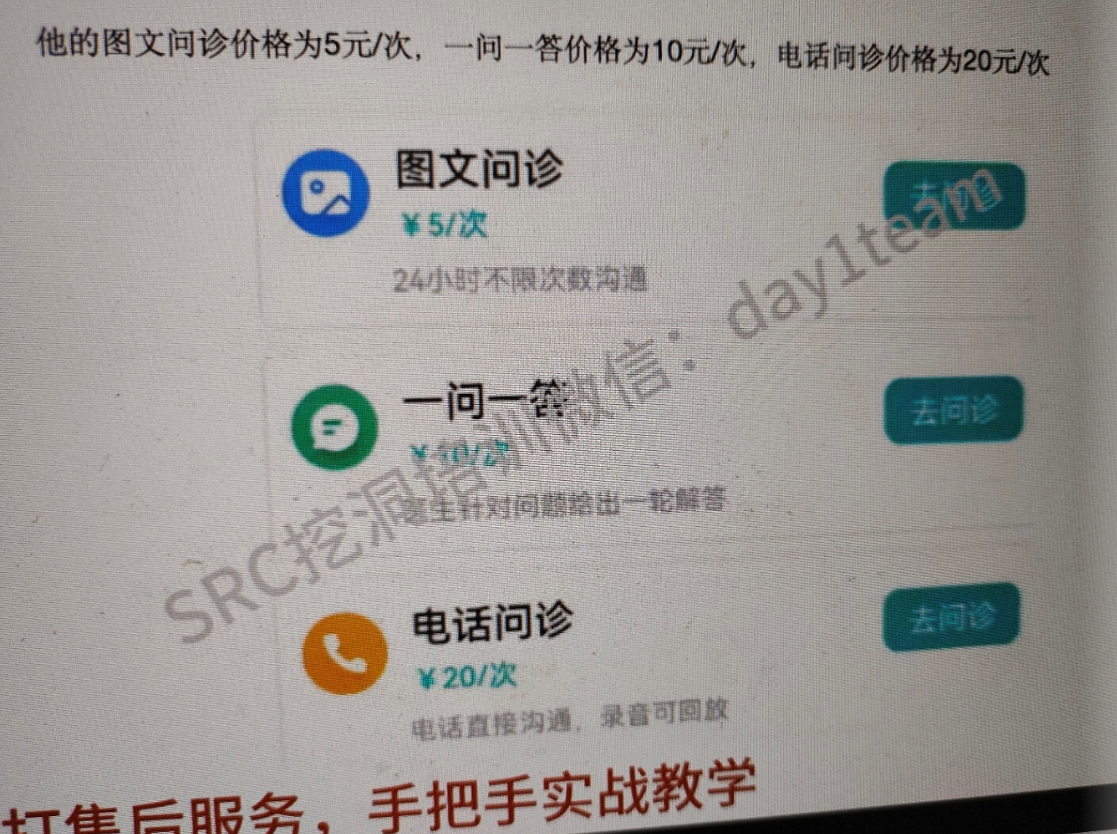 他的图文问诊价格为5元/次，一问一答价格为10元/次，电话问诊价格为20元/次
图文问诊
¥5/次
去问诊
24小时不限次数沟通
一问一答
¥10/次
去问诊
医生针对问题给出一轮解答
电话问诊
¥20/次
去问诊
电话直接沟通，录音可回放
SRC挖洞培训微信：day1team
打售后服务，手把手实战教学